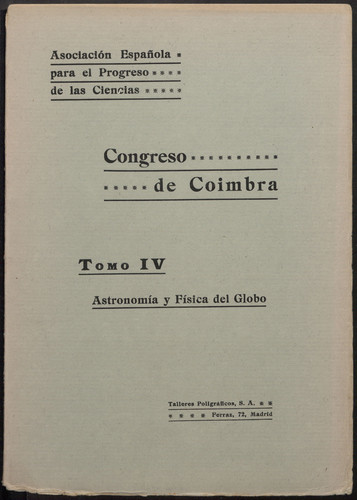 Asociación Española *
para el Progreso ****
de las Ciencias *****
Congreso **********
***** de Coimbra
Tomo IV
Astronomía y Física del Globo
Talleres Poligraficos, S. A. **
**** Ferraz, 72, Madrid